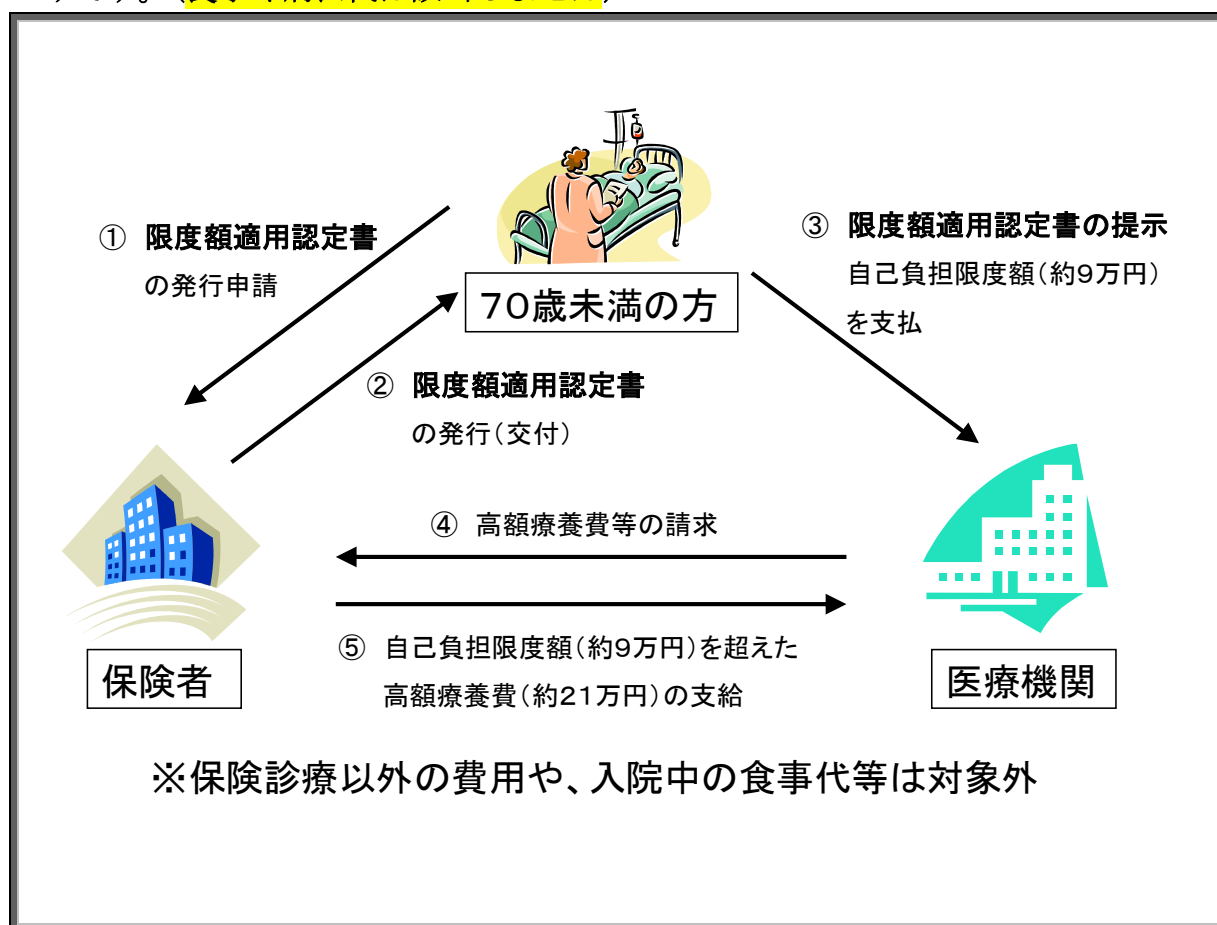 ① 限度額適用認定書
の発行申請
③ 限度額適用認定書の提示
自己負担限度額(約9万円)
を支払
70歳未満の方
② 限度額適用認定書
の発行(交付)
④ 高額療養費等の請求
⑤ 自己負担限度額(約9万円)を超えた
高額療養費(約21万円)の支給
保険者
医療機関
※保険診療以外の費用や、入院中の食事代等は対象外